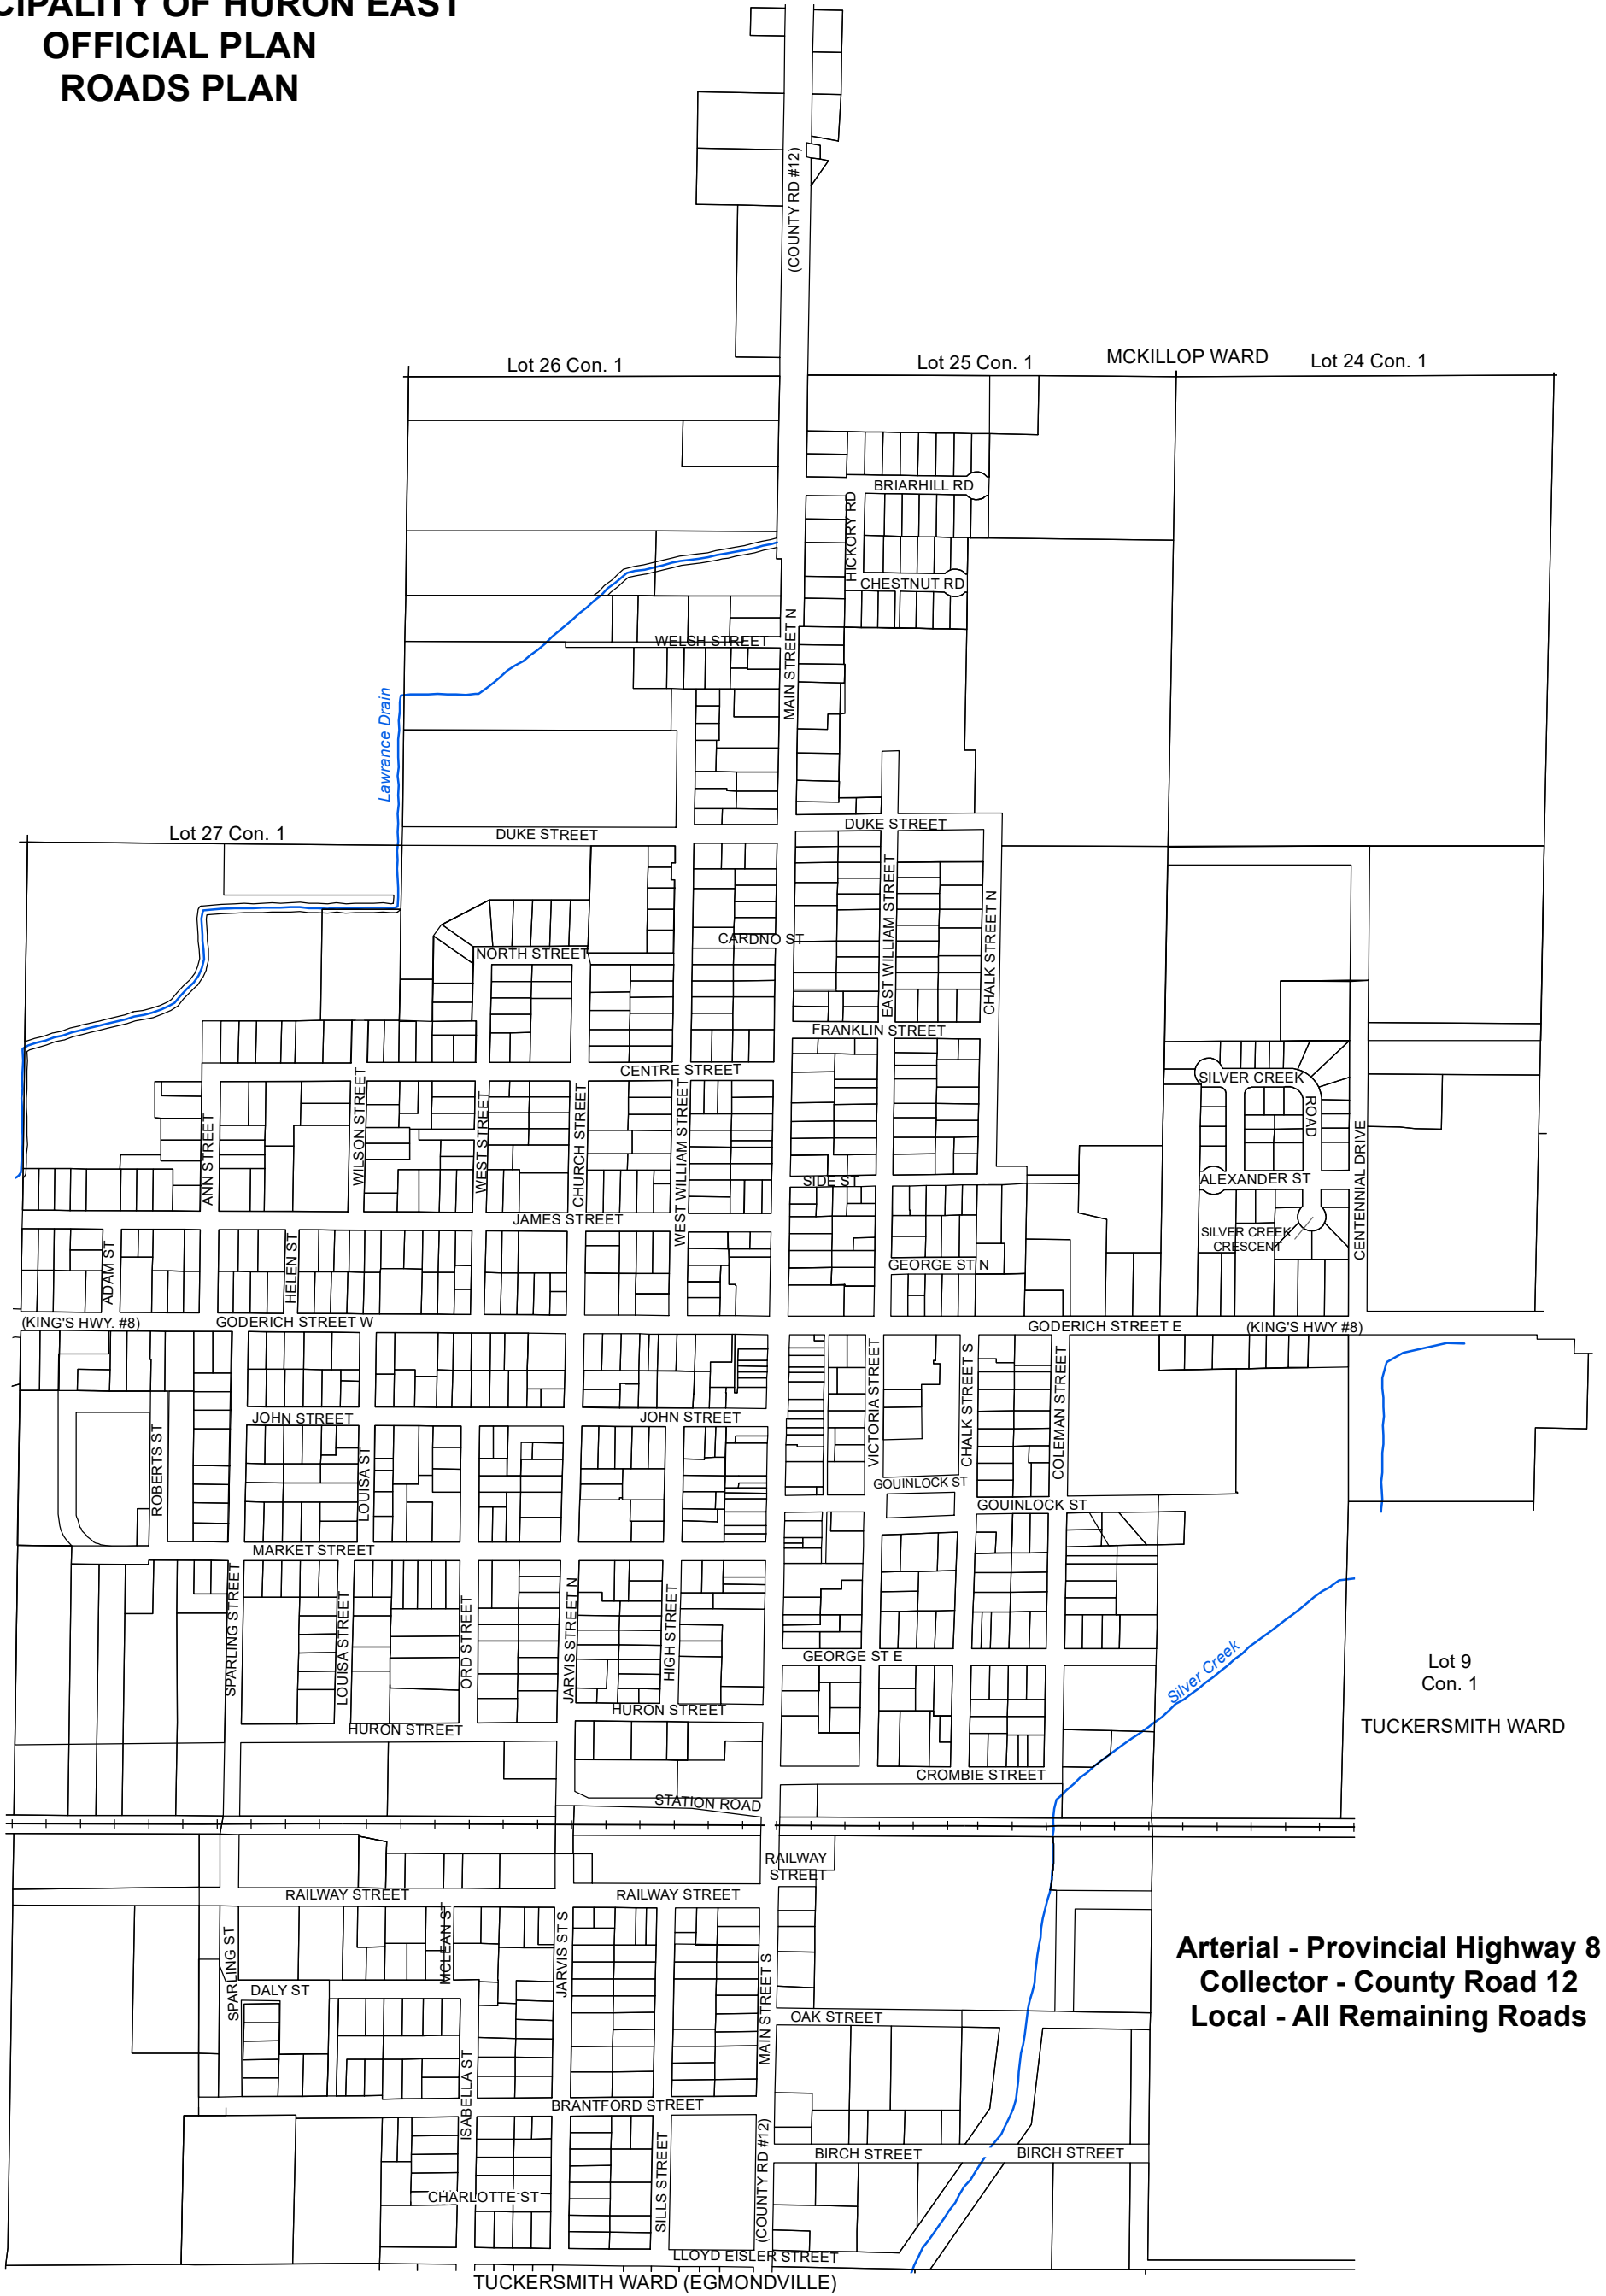 CIPALITY OF HURON EAST
OFFICIAL PLAN
ROADS PLAN
(COUNTY RD #12)
Lot 26 Con. 1
Lot 25 Con. 1
MCKILLOP WARD
Lot 24 Con. 1
BRIARHILL RD
HICKORY RD
CHESTNUT RD
MAIN STREET N
WELSH STREET
Lawrance Drain
Lot 27 Con. 1
DUKE STREET
DUKE STREET
EAST WILLIAM STREET
CHALK STREET N
CARDNO ST
NORTH STREET
FRANKLIN STREET
CENTRE STREET
SILVER CREEK
ROAD
ANN STREET
WILSON STREET
WEST STREET
CHURCH STREET
WEST WILLIAM STREET
SIDE ST
ALEXANDER ST
CENTENNIAL DRIVE
JAMES STREET
SILVER CREEK
CRESCENT
ADAM ST
HELEN ST
GEORGE ST N
(KING'S HWY. #8)
GODERICH STREET W
GODERICH STREET E
(KING'S HWY #8)
VICTORIA STREET
CHALK STREET S
COLEMAN STREET
JOHN STREET
JOHN STREET
ROBERTS ST
LOUISA ST
GOUINLOCK ST
GOUINLOCK ST
MARKET STREET
SPARLING STREET
LOUISA STREET
ORD STREET
JARVIS STREET N
HIGH STREET
GEORGE ST E
Silver Creek
Lot 9
Con. 1
TUCKERSMITH WARD
HURON STREET
HURON STREET
CROMBIE STREET
STATION ROAD
RAILWAY
STREET
RAILWAY STREET
RAILWAY STREET
SPARLING ST
MCLEAN ST
JARVIS ST S
MAIN STREET S
DALY ST
OAK STREET
Arterial - Provincial Highway 8
Collector - County Road 12
Local - All Remaining Roads
ISABELLA ST
BRANTFORD STREET
SILLS STREET
(COUNTY RD #12)
BIRCH STREET
BIRCH STREET
CHARLOTTE ST
LLOYD EISLER STREET
TUCKERSMITH WARD (EGMONDVILLE)